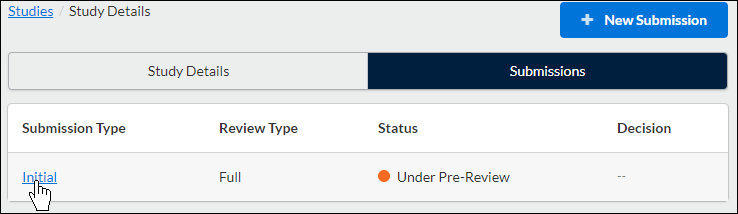 Studies / Study Details
+ New Submission
Study Details
Submissions
Submission Type Review Type Status Decision
Initial Full Under Pre-Review --